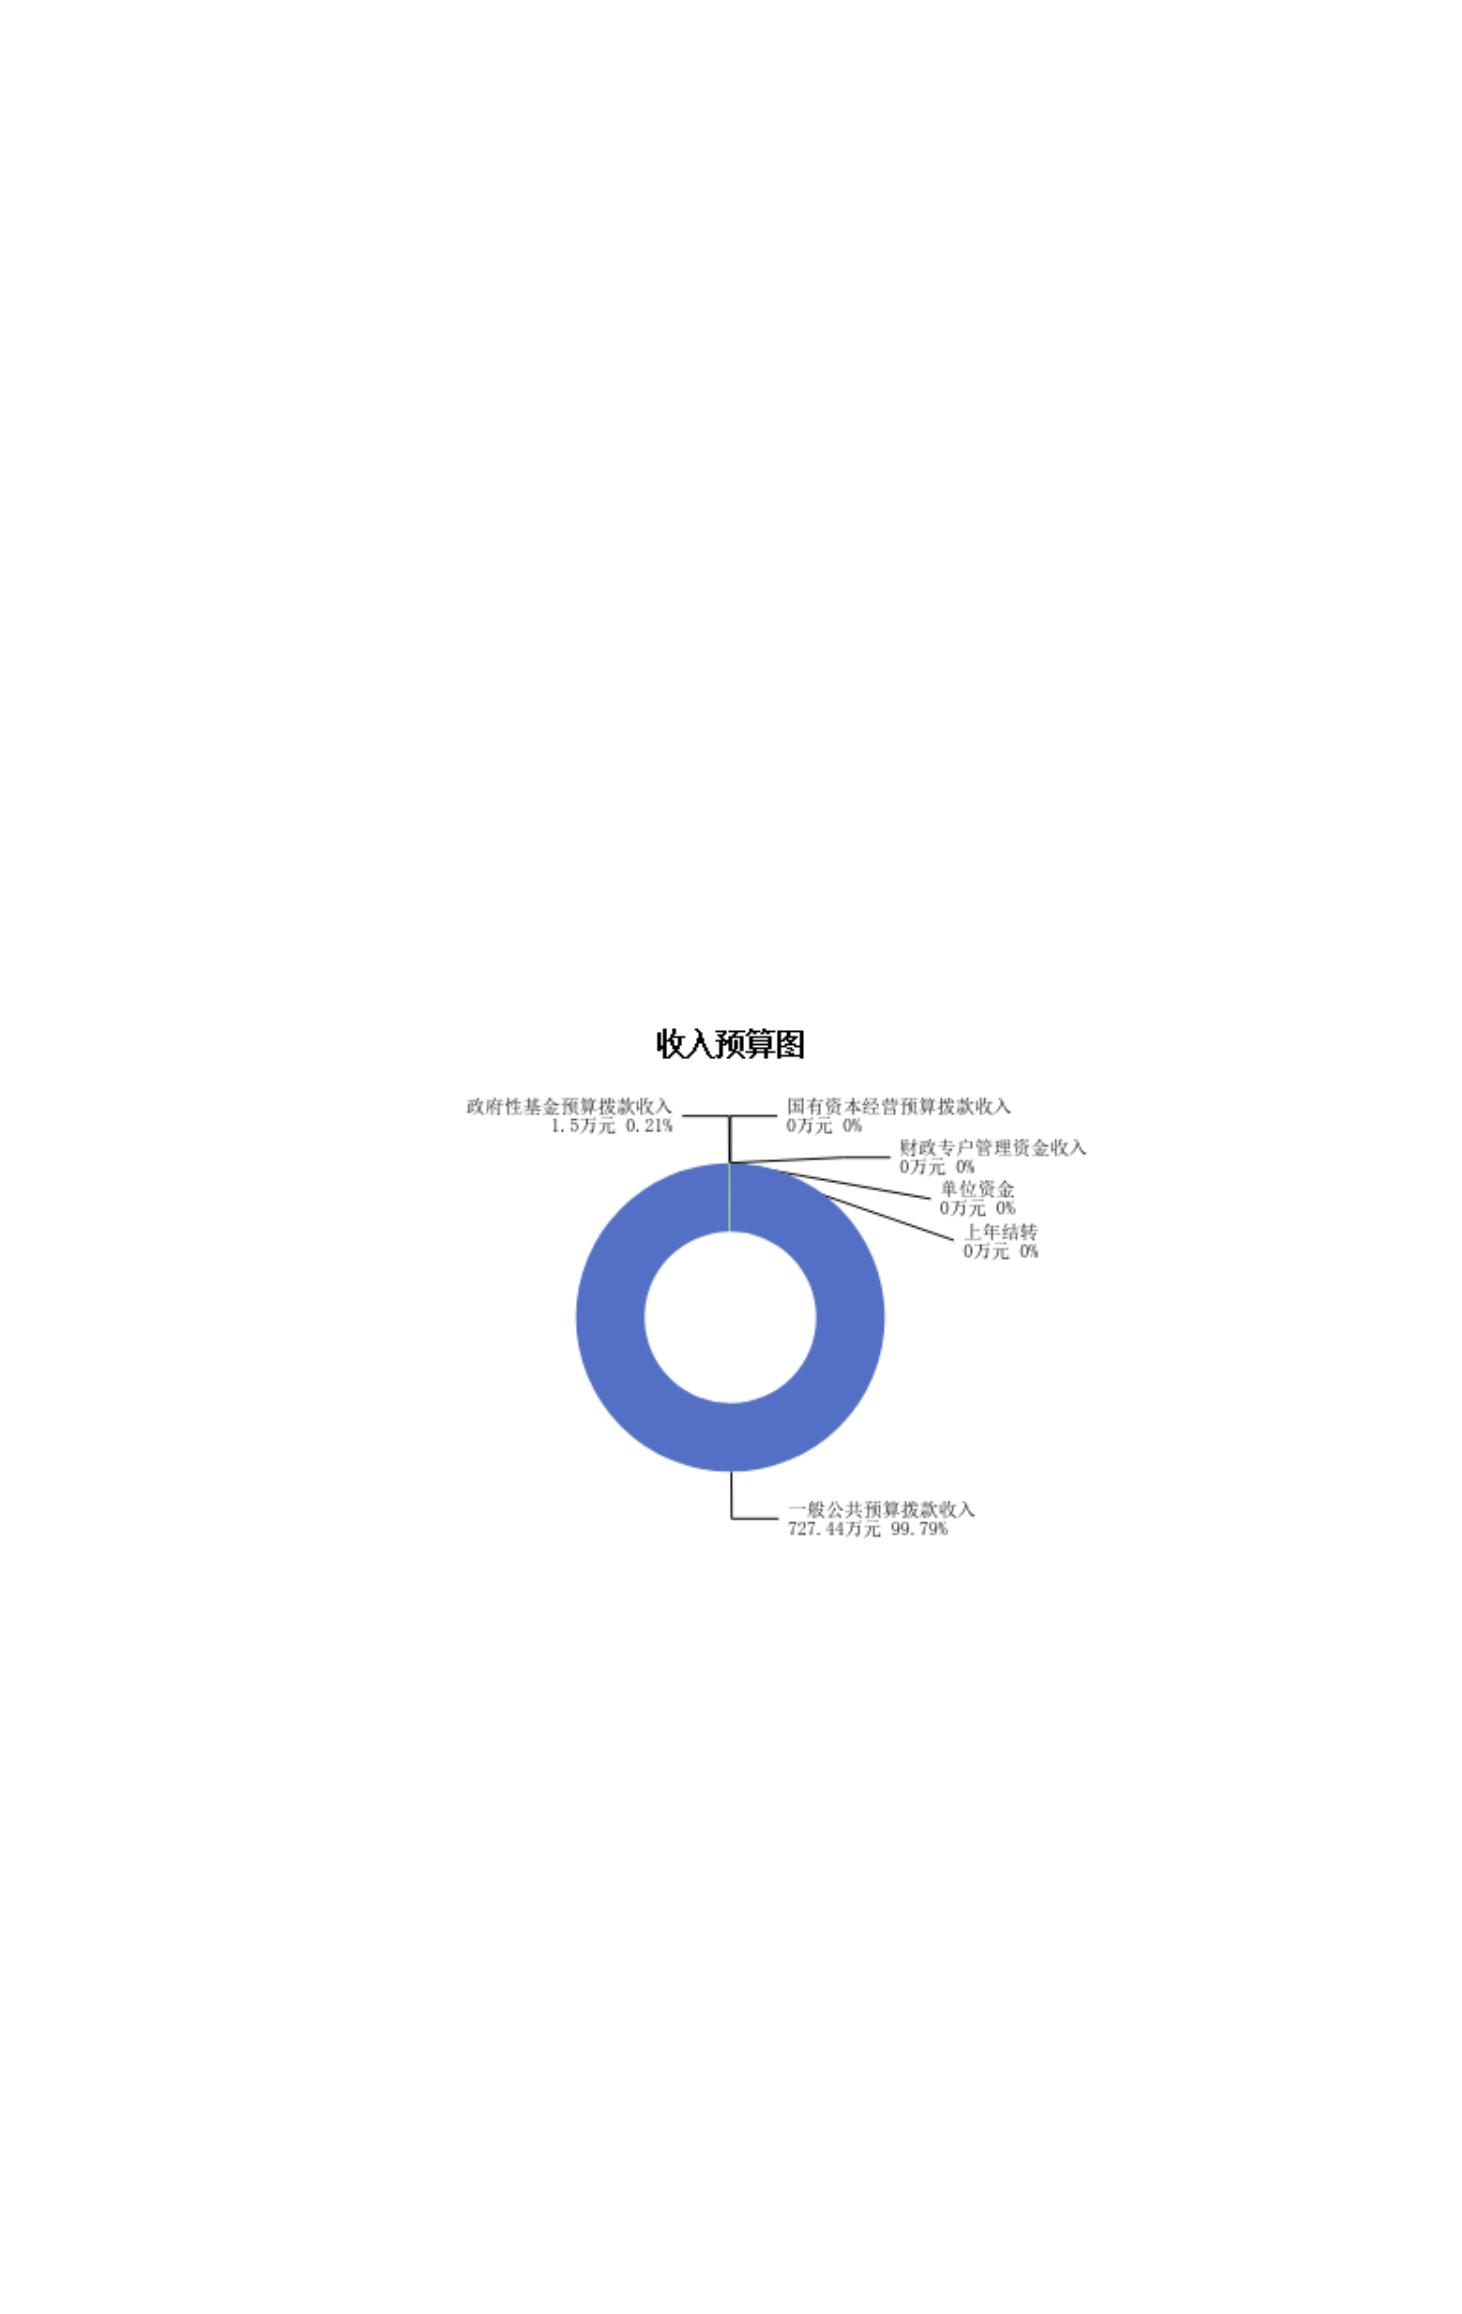 收入预算图
政府性基金预算拨款收入
1.5万元 0.21%
国有资本经营预算拨款收入
0万元 0%
财政专户管理资金收入
0万元 0%
单位资金
0万元 0%
上年结转
0万元 0%
一般公共预算拨款收入
727.44万元 99.79%